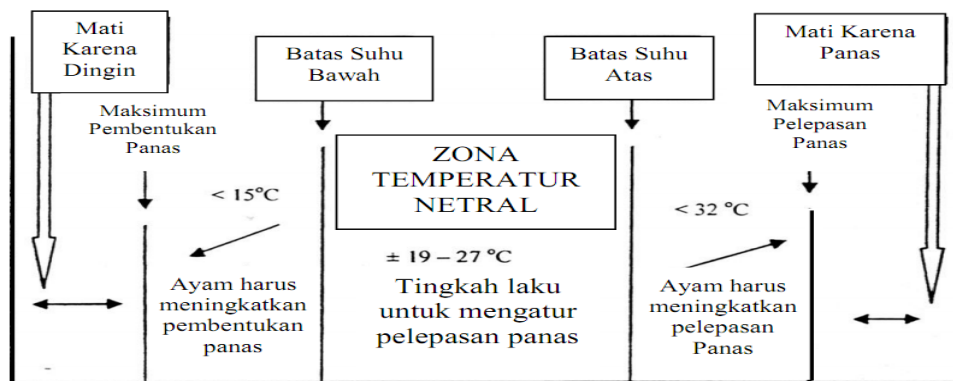 Mati
Karena
Dingin
Maksimum
Pembentukan
Panas
< 15°C
Ayam harus
meningkatkan
pembentukan
panas
Batas Suhu
Bawah
ZONA
TEMPERATUR
NETRAL
± 19 – 27 °C
Tingkah laku
untuk mengatur
pelepasan panas
Batas Suhu
Atas
< 32 °C
Ayam harus
meningkatkan
pelepasan
Panas
Mati Karena
Panas
Maksimum
Pelepasan
Panas